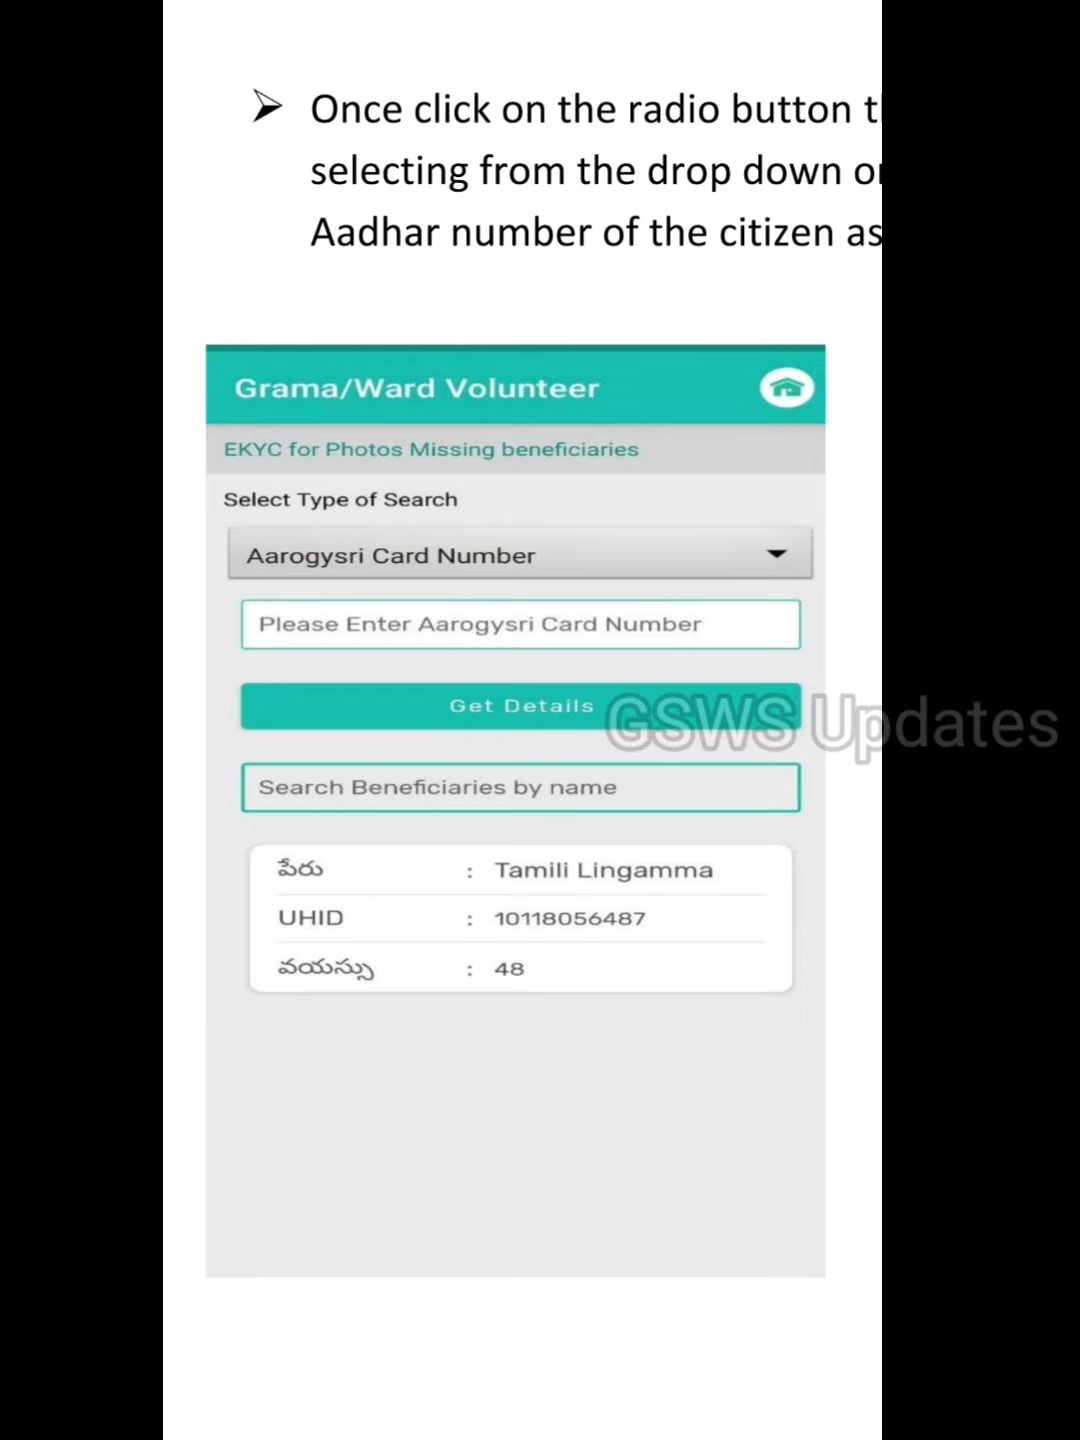 ➢ Once click on the radio button t
selecting from the drop down or
Aadhar number of the citizen as
Grama/Ward Volunteer
EKYC for Photos Missing beneficiaries
Select Type of Search
Aarogysri Card Number
Please Enter Aarogysri Card Number
Get Details
GSWS Updates
Search Beneficiaries by name
పేరు : Tamili Lingamma
UHID : 10118056487
వయస్సు : 48